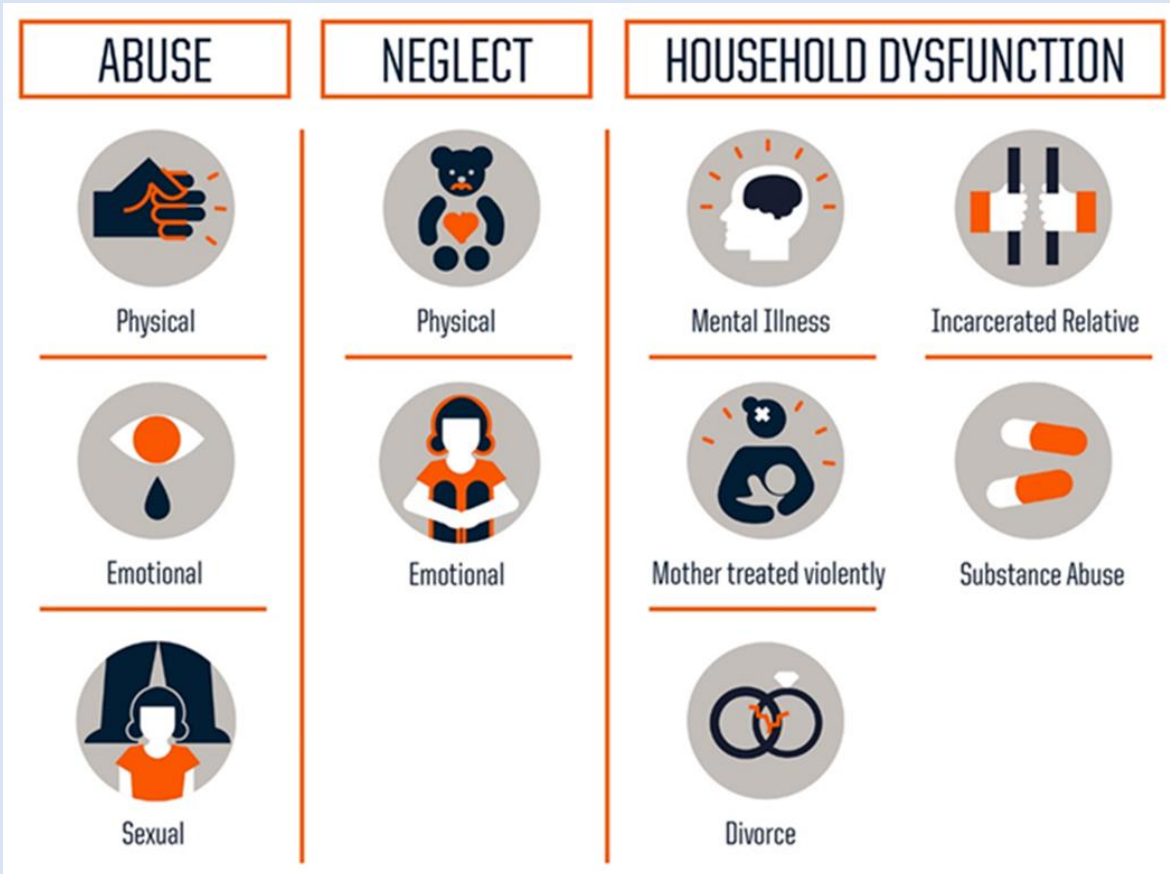 ABUSE
Physical
Emotional
Sexual
NEGLECT
Physical
Emotional
HOUSEHOLD DYSFUNCTION
Mental Illness
Incarcerated Relative
Mother treated violently
Substance Abuse
Divorce